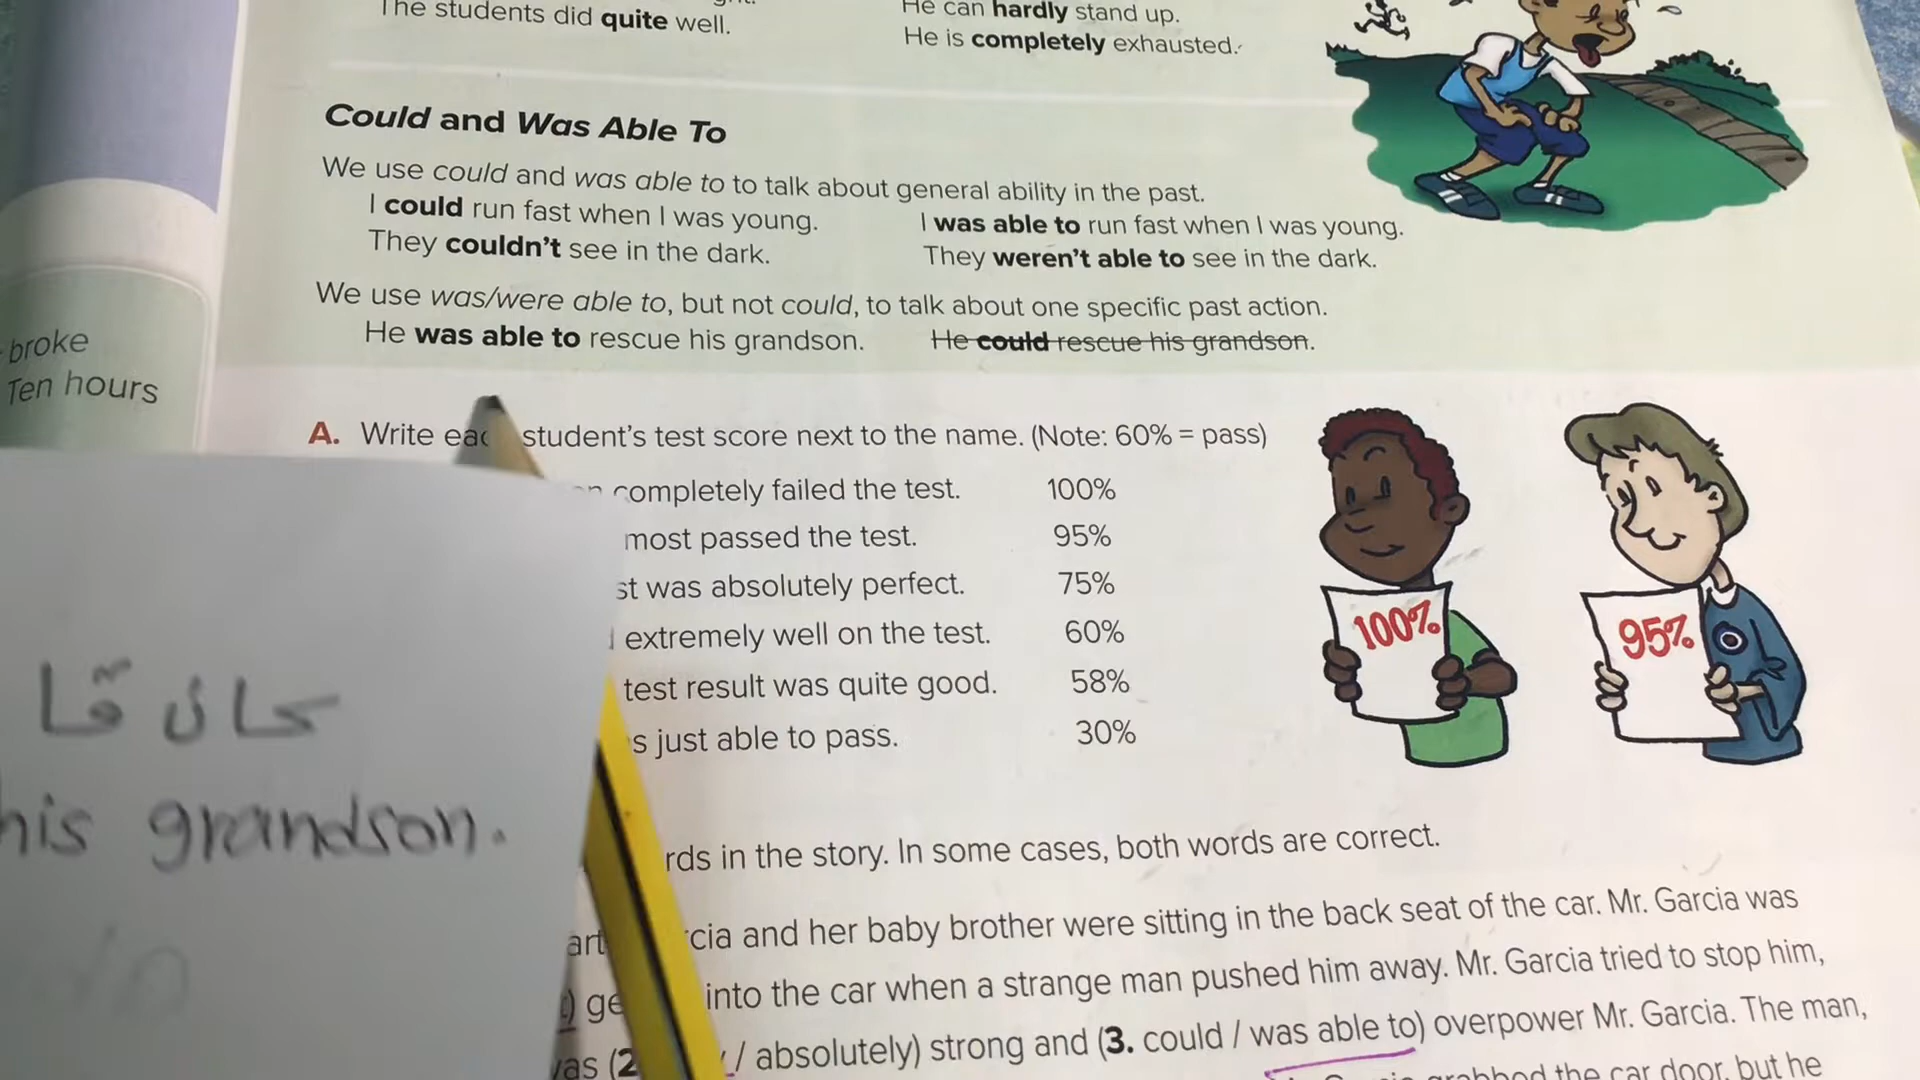 The students did quite well.
He can hardly stand up.
He is completely exhausted.
Could and Was Able To
We use could and was able to to talk about general ability in the past.
I could run fast when I was young.
I was able to run fast when I was young.
They couldn't see in the dark.
They weren't able to see in the dark.
We use was/were able to, but not could, to talk about one specific past action.
He was able to rescue his grandson.
He could rescue his grandson.
broke
Ten hours
A. Write student's test score next to the name. (Note: 60% = pass)
completely failed the test. 100%
most passed the test. 95%
st was absolutely perfect. 75%
extremely well on the test. 60%
test result was quite good. 58%
s just able to pass. 30%
100%
95%
his grandson.
rds in the story. In some cases, both words are correct.
cia and her baby brother were sitting in the back seat of the car. Mr. Garcia was
into the car when a strange man pushed him away. Mr. Garcia tried to stop him,
/ absolutely) strong and (3. could / was able to) overpower Mr. Garcia. The man,
grabbed the car door, but he